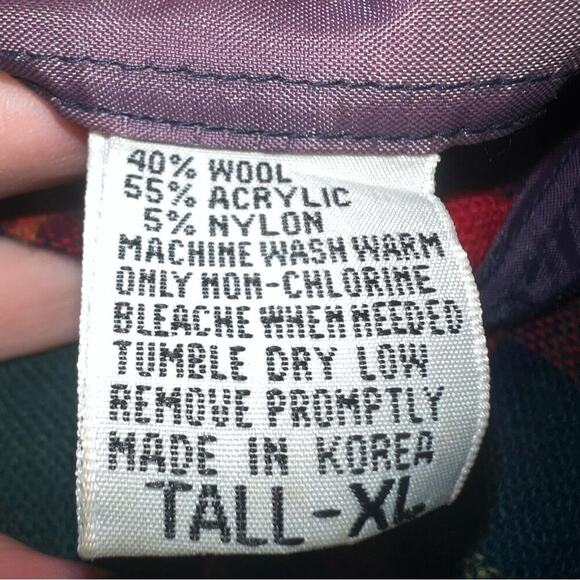 40% WOOL
55% ACRYLIC
5% NYLON
MACHINE WASH WARM
ONLY NON-CHLORINE
BLEACHE WHEN NEEDED
TUMBLE DRY LOW
REMOVE PROMPTLY
MADE IN KOREA
TALL-XL